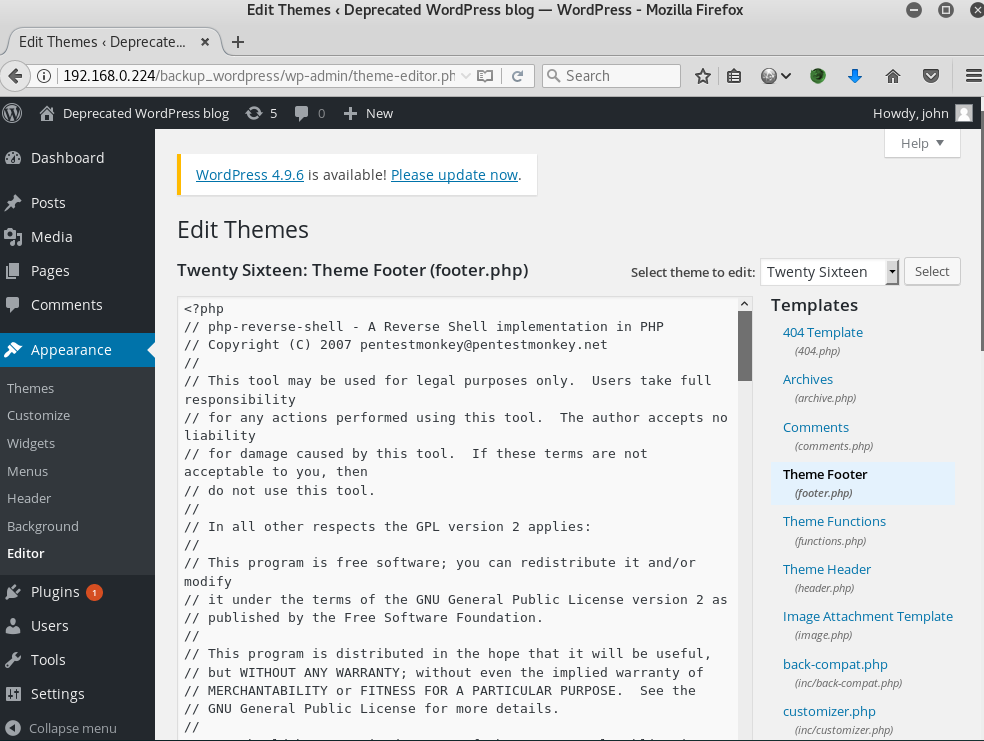 Edit Themes ‹ Deprecated WordPress blog — WordPress - Mozilla Firefox
Edit Themes ‹ Deprecate... ×
192.168.0.224/backup_wordpress/wp-admin/theme-editor.ph
Search
Deprecated WordPress blog
5
0
New
Howdy, john
Help
Dashboard
Posts
Media
Pages
Comments
Appearance
Themes
Customize
Widgets
Menus
Header
Background
Editor
Plugins 1
Users
Tools
Settings
Collapse menu
WordPress 4.9.6 is available! Please update now.
Edit Themes
Twenty Sixteen: Theme Footer (footer.php)
Select theme to edit: Twenty Sixteen Select
<?php
// php-reverse-shell - A Reverse Shell implementation in PHP
// Copyright (C) 2007 pentestmonkey@pentestmonkey.net
//
// This tool may be used for legal purposes only.  Users take full
responsibility
// for any actions performed using this tool.  The author accepts no
liability
// for damage caused by this tool.  If these terms are not
acceptable to you, then
// do not use this tool.
//
// In all other respects the GPL version 2 applies:
//
// This program is free software; you can redistribute it and/or
modify
// it under the terms of the GNU General Public License version 2 as
// published by the Free Software Foundation.
//
// This program is distributed in the hope that it will be useful,
// but WITHOUT ANY WARRANTY; without even the implied warranty of
// MERCHANTABILITY or FITNESS FOR A PARTICULAR PURPOSE.  See the
// GNU General Public License for more details.
//
Templates
404 Template
(404.php)
Archives
(archive.php)
Comments
(comments.php)
Theme Footer
(footer.php)
Theme Functions
(functions.php)
Theme Header
(header.php)
Image Attachment Template
(image.php)
back-compat.php
(inc/back-compat.php)
customizer.php
(inc/customizer.php)